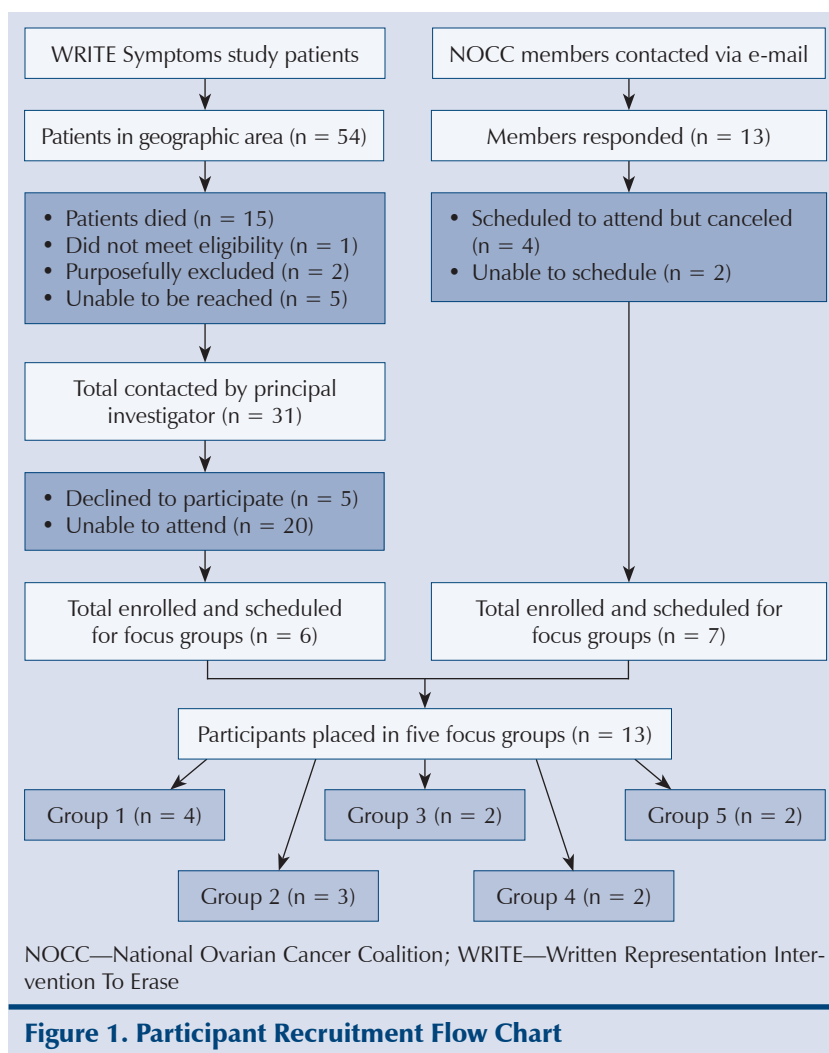 WRITE Symptoms study patients
NOCC members contacted via e-mail
Patients in geographic area (n = 54)
Members responded (n = 13)
• Patients died (n = 15)
• Did not meet eligibility (n = 1)
• Purposefully excluded (n = 2)
• Unable to be reached (n = 5)
• Scheduled to attend but canceled
(n = 4)
• Unable to schedule (n = 2)
Total contacted by principal
investigator (n = 31)
• Declined to participate (n = 5)
• Unable to attend (n = 20)
Total enrolled and scheduled
for focus groups (n = 6)
Total enrolled and scheduled for
focus groups (n = 7)
Participants placed in five focus groups (n = 13)
Group 1 (n = 4)
Group 3 (n = 2)
Group 5 (n = 2)
Group 2 (n = 3)
Group 4 (n = 2)
NOCC—National Ovarian Cancer Coalition; WRITE—Written Representation Inter-
vention To Erase
Figure 1. Participant Recruitment Flow Chart